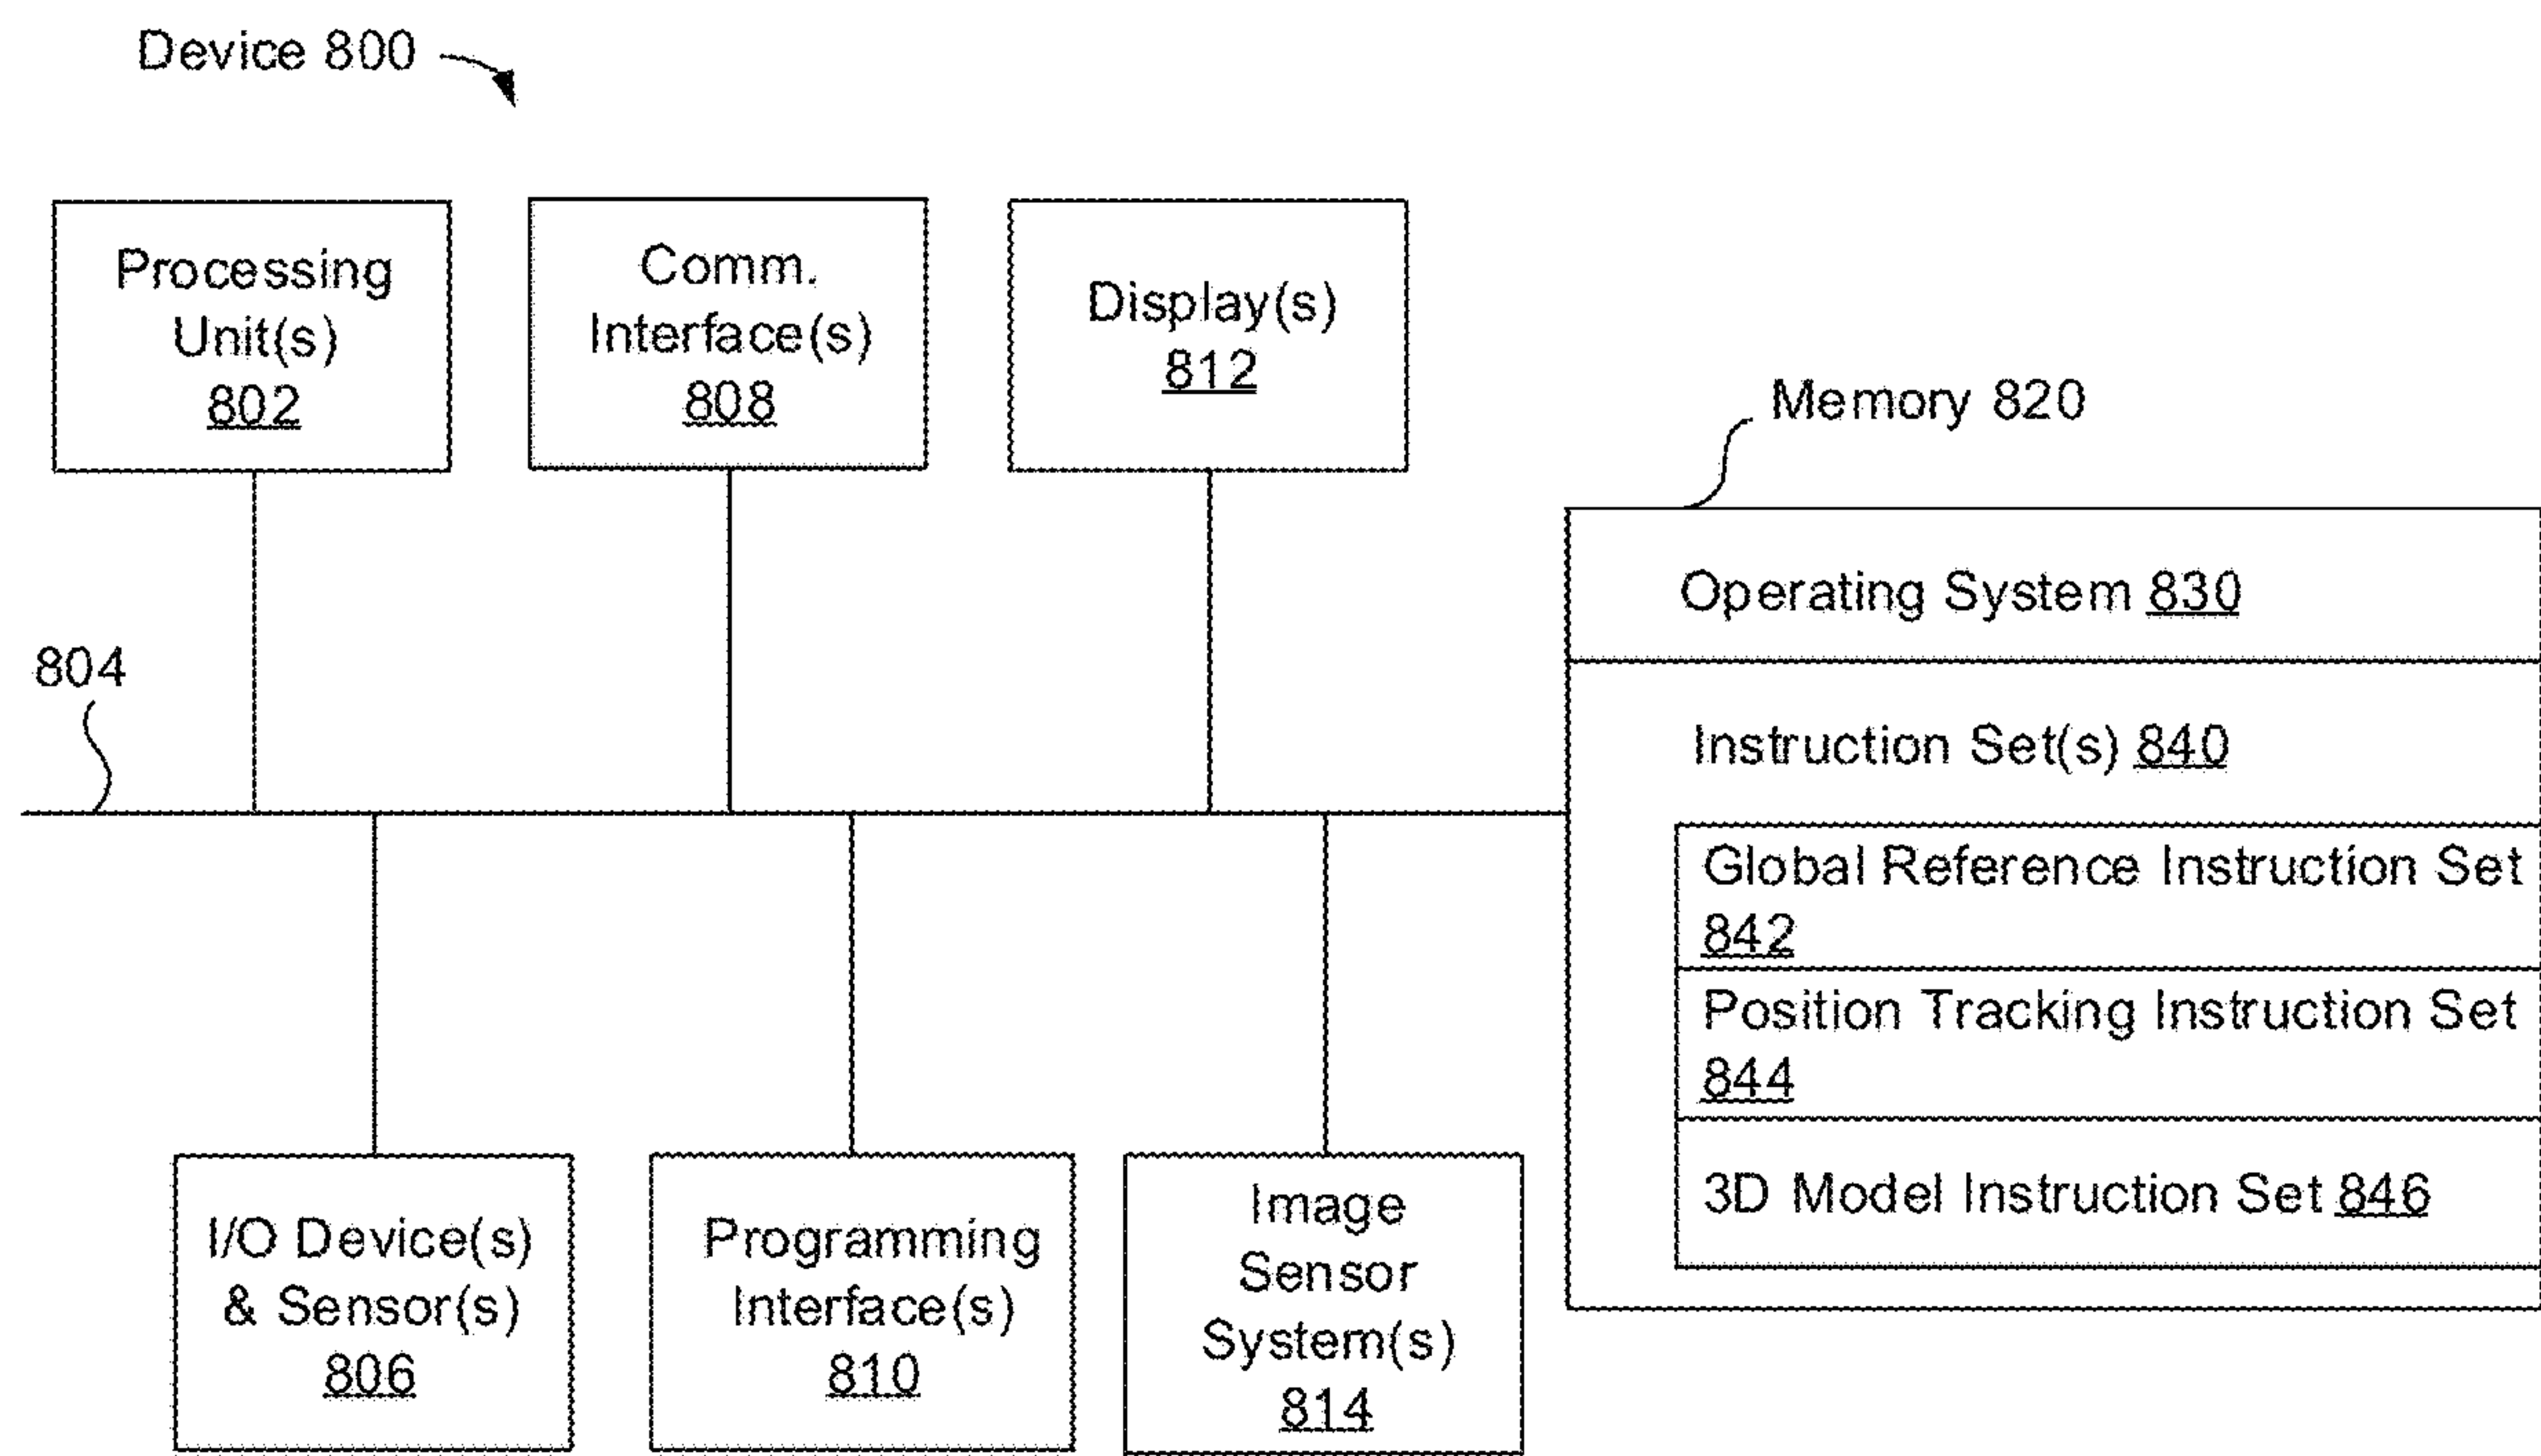 Device 800
Processing
Unit(s)
802
Comm.
Interface(s)
808
Display(s)
812
Memory 820
Operating System 830
Instruction Set(s) 840
Global Reference Instruction Set
842
Position Tracking Instruction Set
844
3D Model Instruction Set 846
804
I/O Device(s)
& Sensor(s)
806
Programming
Interface(s)
810
Image
Sensor
System(s)
814